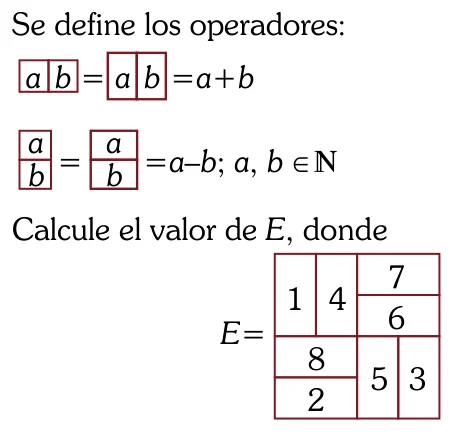 Se define los operadores:
a b = a b = a+b
a
b = a
b = a–b; a, b ∈ ℕ
Calcule el valor de E, donde
E=
1 4 7
6
8
2 5 3